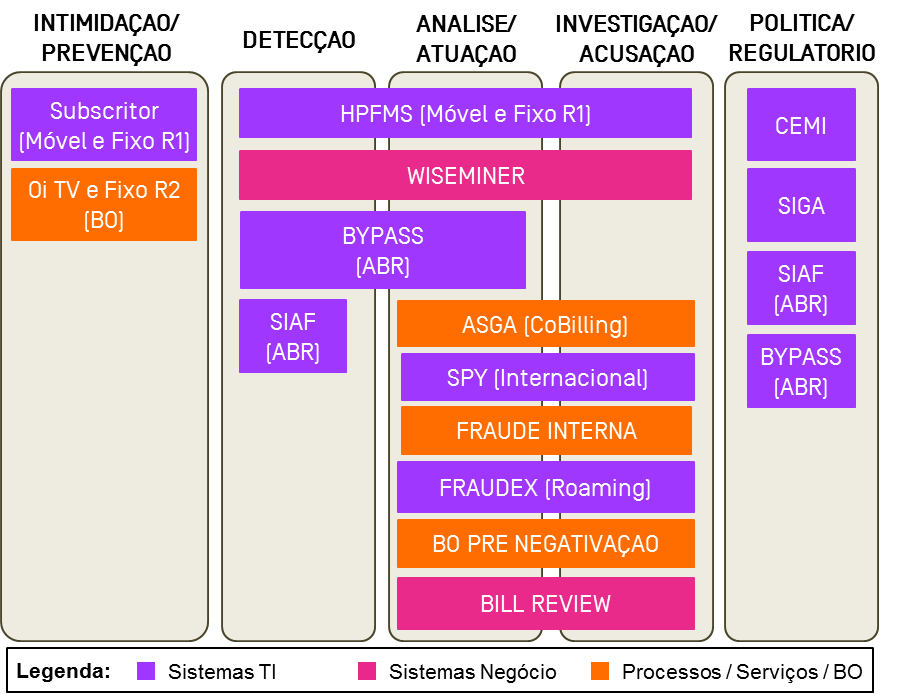 INTIMIDAÇAO/
PREVENÇAO
DETECÇAO
ANALISE/
ATUAÇAO
INVESTIGAÇAO/
ACUSAÇAO
POLITICA/
REGULATORIO
Subscritor
(Móvel e Fixo R1)
Oi TV e Fixo R2
(BO)
HPFMS (Móvel e Fixo R1)
WISEMINER
BYPASS
(ABR)
SIAF
(ABR)
ASGA (CoBilling)
SPY (Internacional)
FRAUDE INTERNA
FRAUDEX (Roaming)
BO PRE NEGATIVAÇAO
BILL REVIEW
CEMI
SIGA
SIAF
(ABR)
BYPASS
(ABR)
Legenda: Sistemas TI Sistemas Negócio Processos / Serviços / BO